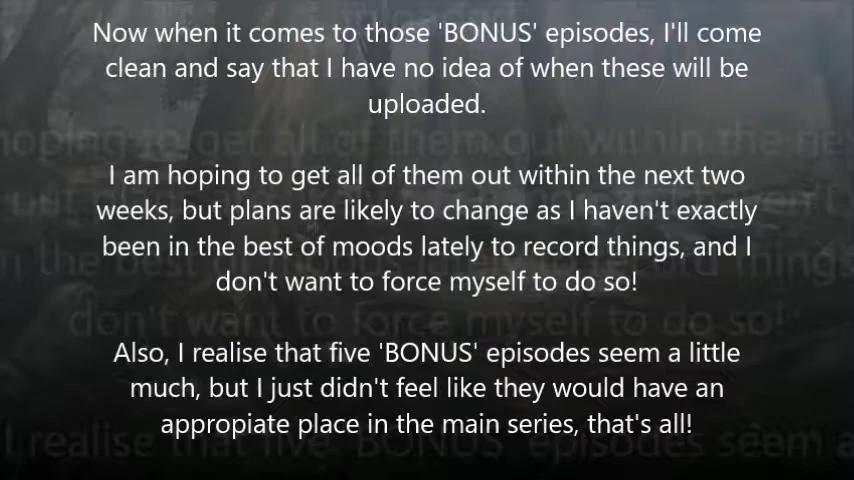 Now when it comes to those 'BONUS' episodes, I'll come
clean and say that I have no idea of when these will be
uploaded.
I am hoping to get all of them out within the next two
weeks, but plans are likely to change as I haven't exactly
been in the best of moods lately to record things, and I
don't want to force myself to do so!
Also, I realise that five 'BONUS' episodes seem a little
much, but I just didn't feel like they would have an
appropiate place in the main series, that's all!